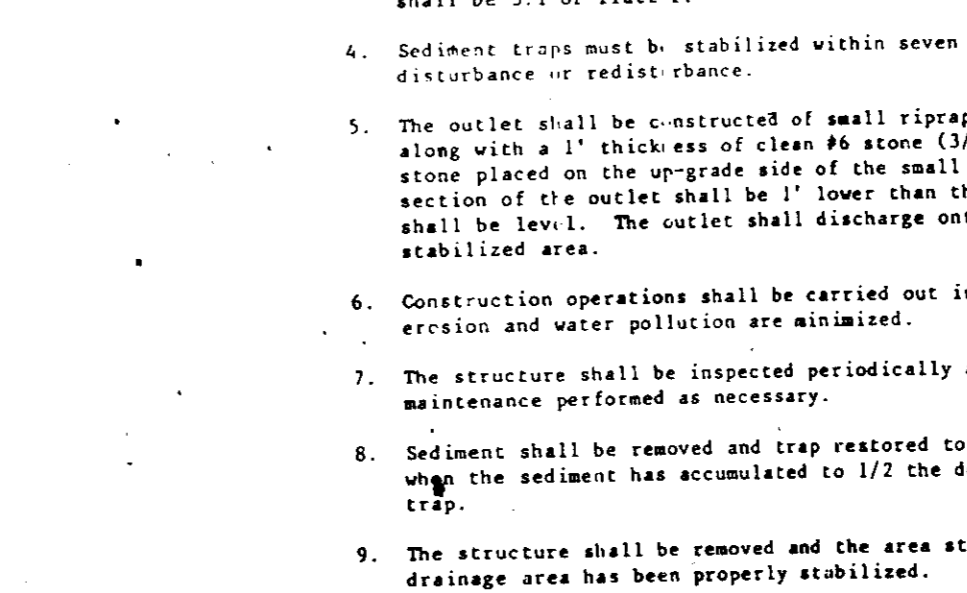 shall be 3:1 or flatter.
4. Sediment traps must be stabilized within seven
disturbance or redisturbance.
5. The outlet shall be constructed of small riprap
along with a 1' thickness of clean #6 stone (3/
stone placed on the up-grade side of the small
section of the outlet shall be 1' lower than th
shall be level. The outlet shall discharge ont
stabilized area.
6. Construction operations shall be carried out in
erosion and water pollution are minimized.
7. The structure shall be inspected periodically
maintenance performed as necessary.
8. Sediment shall be removed and trap restored to
when the sediment has accumulated to 1/2 the d
trap.
9. The structure shall be removed and the area st
drainage area has been properly stabilized.